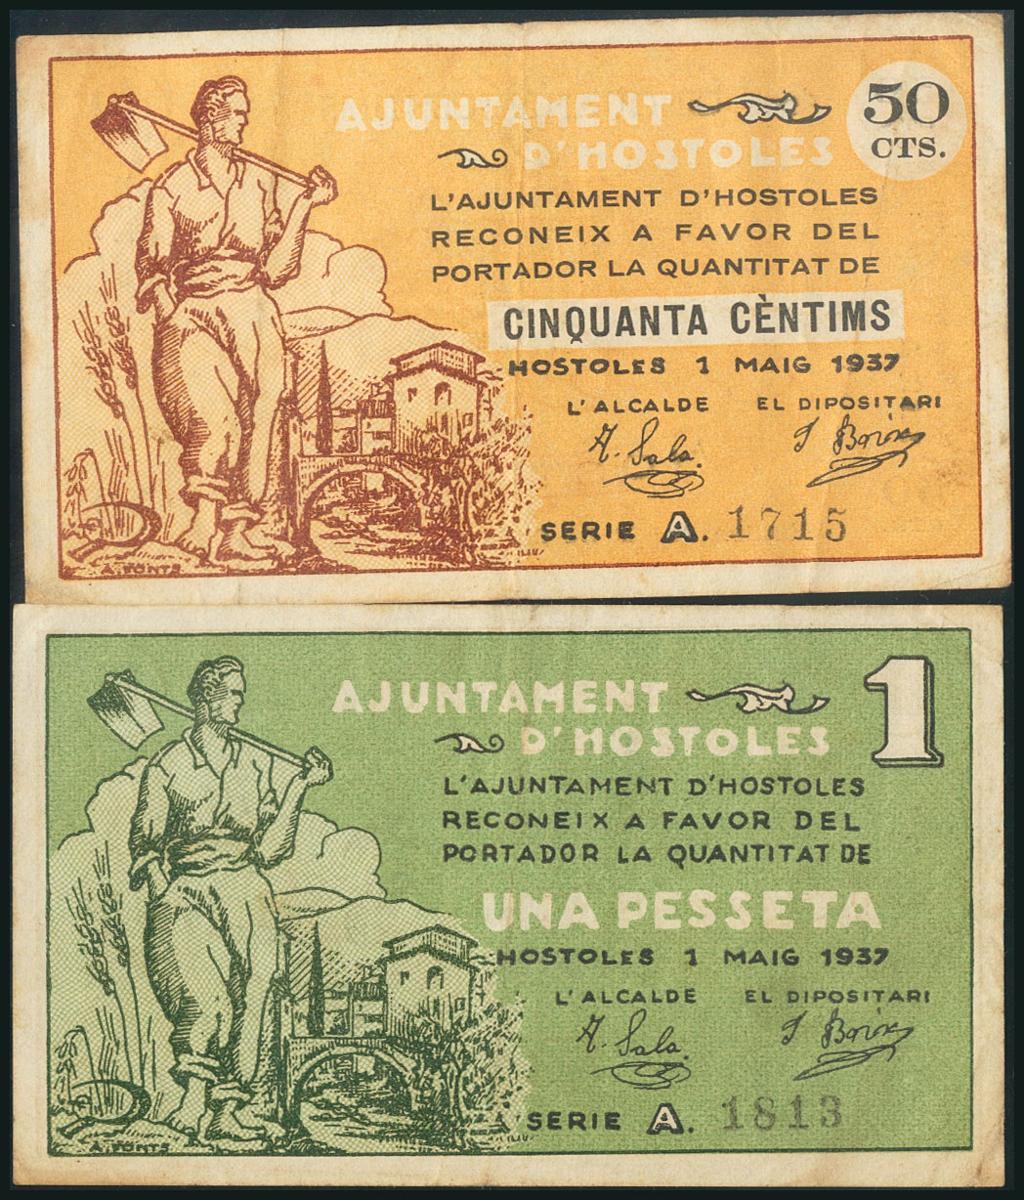 AJUNTAMENT
D'HOSTOLES
50
CTS.
L'AJUNTAMENT D'HOSTOLES
RECONEIX A FAVOR DEL
PORTADOR LA QUANTITAT DE
CINQUANTA CÈNTIMS
HOSTOLES 1 MAIG 1937
L'ALCALDE EL DIPOSITARI
SERIE A. 1715
A. FONTS
AJUNTAMENT
D'HOSTOLES
1
L'AJUNTAMENT D'HOSTOLES
RECONEIX A FAVOR DEL
PORTADOR LA QUANTITAT DE
UNA PESSETA
HOSTOLES 1 MAIG 1937
L'ALCALDE EL DIPOSITARI
SERIE A. 1813
A. FONTS